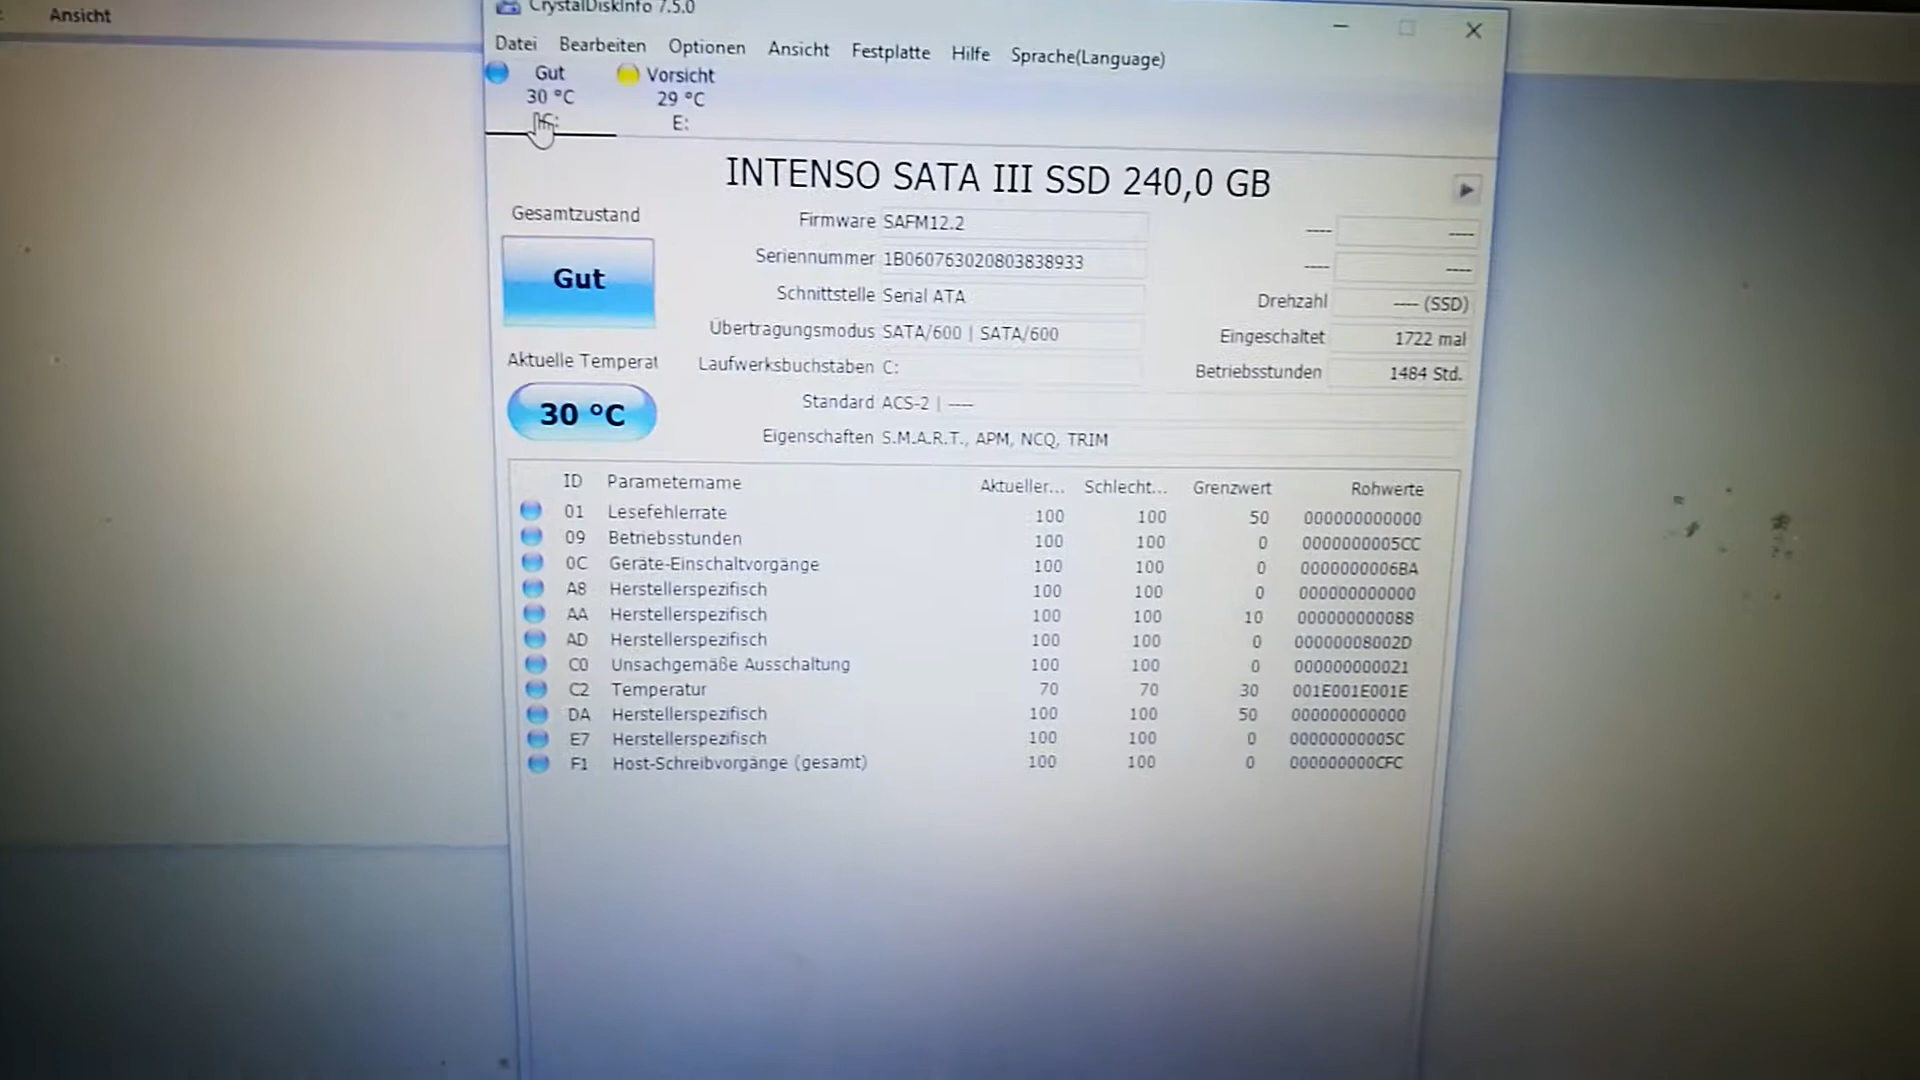 Ansicht
CrystalDiskInfo 7.5.0
Datei Bearbeiten Optionen Ansicht Festplatte Hilfe Sprache(Language)
Gut Vorsicht
30 °C 29 °C
E:
INTENSO SATA III SSD 240,0 GB
Gesamtzustand
Gut
Aktuelle Temperat
30 °C
Firmware SAFM12.2
Seriennummer 1B060763020803838933
Schnittstelle Serial ATA
Übertragungsmodus SATA/600 | SATA/600
Laufwerksbuchstaben C:
Standard ACS-2 | ----
Eigenschaften S.M.A.R.T., APM, NCQ, TRIM
---- ----
---- ----
Drehzahl ---- (SSD)
Eingeschaltet 1722 mal
Betriebsstunden 1484 Std.
ID Parametername Aktueller... Schlecht... Grenzwert Rohwerte
01 Lesefehlerrate 100 100 50 000000000000
09 Betriebsstunden 100 100 0 0000000005CC
0C Geräte-Einschaltvorgänge 100 100 0 0000000006BA
A8 Herstellerspezifisch 100 100 0 000000000000
AA Herstellerspezifisch 100 100 10 000000000088
AD Herstellerspezifisch 100 100 0 00000008002D
C0 Unsachgemäße Ausschaltung 100 100 0 000000000021
C2 Temperatur 70 70 30 001E001E001E
DA Herstellerspezifisch 100 100 50 000000000000
E7 Herstellerspezifisch 100 100 0 00000000005C
F1 Host-Schreibvorgänge (gesamt) 100 100 0 000000000CFC